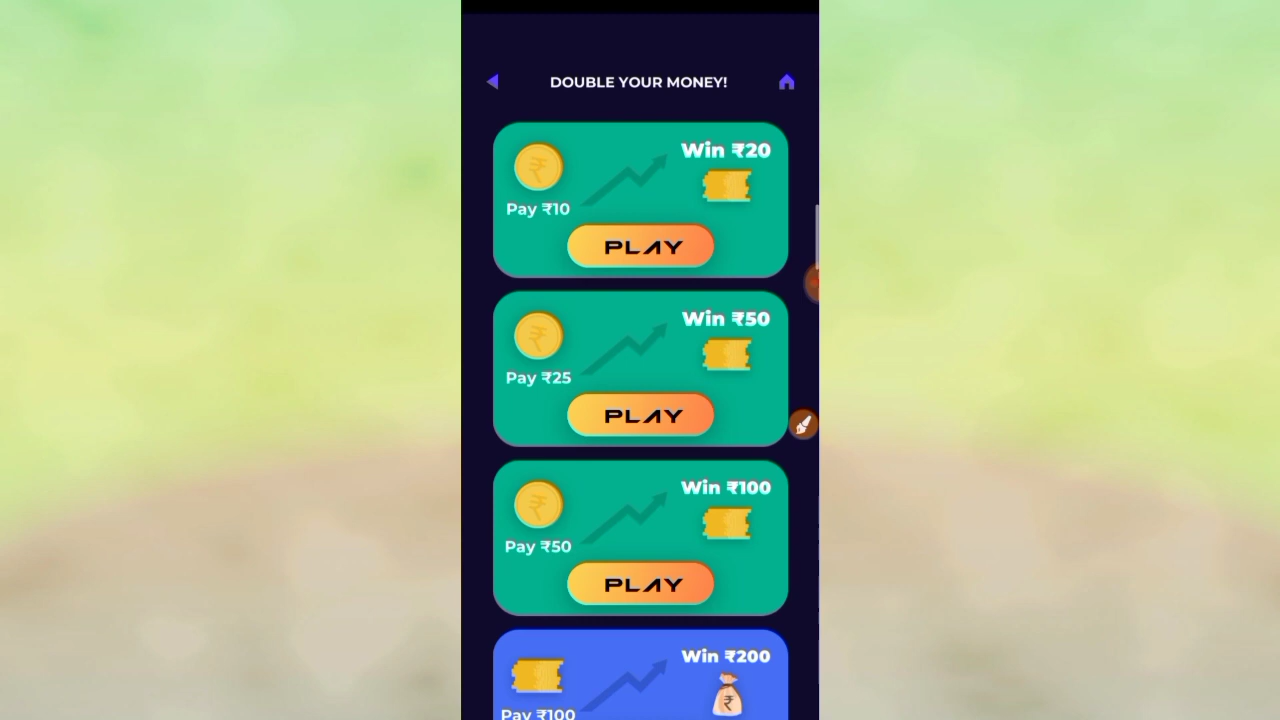 DOUBLE YOUR MONEY!
Win ₹20
Pay ₹10
PLAY
Win ₹50
Pay ₹25
PLAY
Win ₹100
Pay ₹50
PLAY
Win ₹200
Pay ₹100